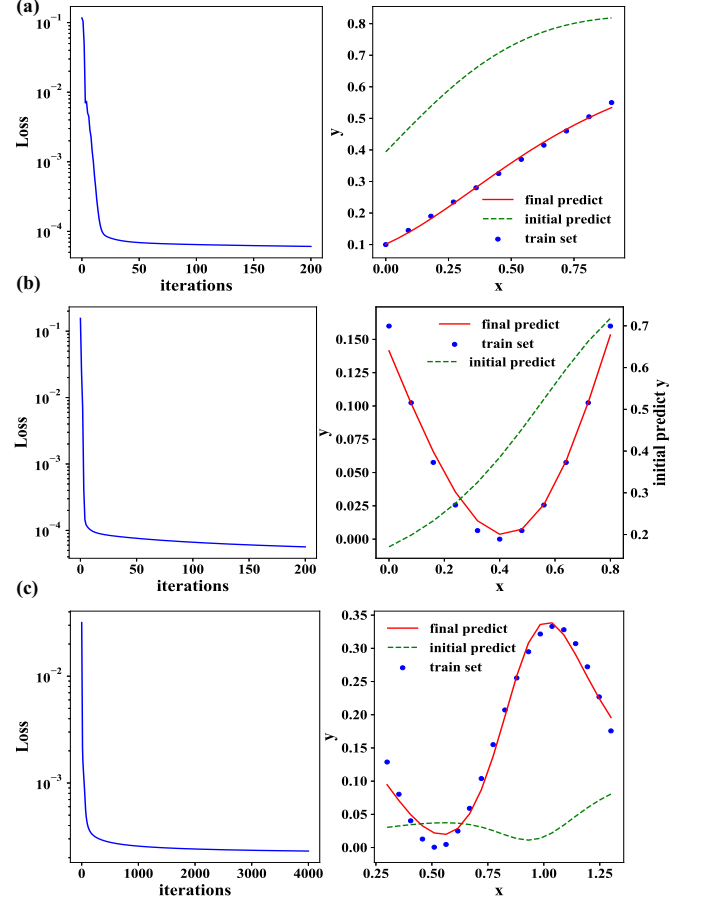 (a)
10⁻¹
10⁻²
10⁻³
10⁻⁴
Loss
0 50 100 150 200
iterations
0.8
0.7
0.6
0.5
0.4
0.3
0.2
0.1
y
final predict
initial predict
train set
0.00 0.25 0.50 0.75
x
(b)
10⁻¹
10⁻²
10⁻³
10⁻⁴
Loss
0 50 100 150 200
iterations
0.150
0.125
0.100
0.075
0.050
0.025
0.000
y
final predict
train set
initial predict
0.7
0.6
0.5
0.4
0.3
0.2
initial predict y
0.0 0.2 0.4 0.6 0.8
x
(c)
10⁻²
10⁻³
Loss
0 1000 2000 3000 4000
iterations
0.35
0.30
0.25
0.20
0.15
0.10
0.05
0.00
y
final predict
initial predict
train set
0.25 0.50 0.75 1.00 1.25
x